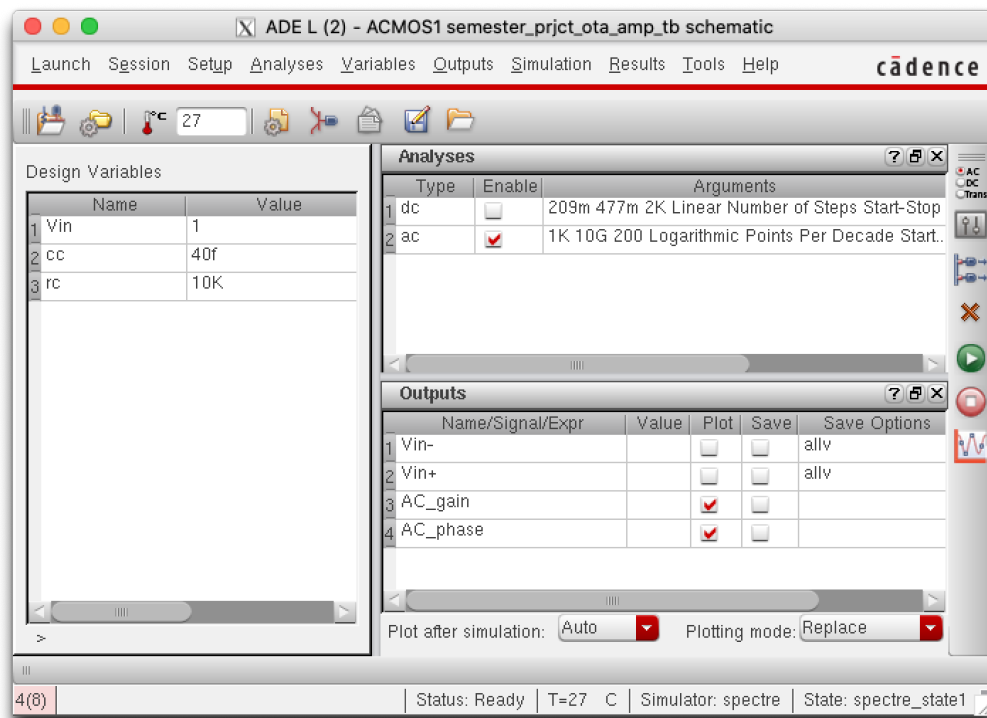 ADE L (2) - ACMOS1 semester_prjct_ota_amp_tb schematic
Launch Session Setup Analyses Variables Outputs Simulation Results Tools Help cādence
°C 27
Design Variables
Name Value
1 Vin 1
2 cc 40f
3 rc 10K
>
Analyses
Type Enable Arguments
1 dc 209m 477m 2K Linear Number of Steps Start-Stop
2 ac 1K 10G 200 Logarithmic Points Per Decade Start..
Outputs
Name/Signal/Expr Value Plot Save Save Options
1 Vin- allv
2 Vin+ allv
3 AC_gain
4 AC_phase
Plot after simulation: Auto Plotting mode: Replace
AC
DC
Trans
4(8) Status: Ready T=27 C Simulator: spectre State: spectre_state1